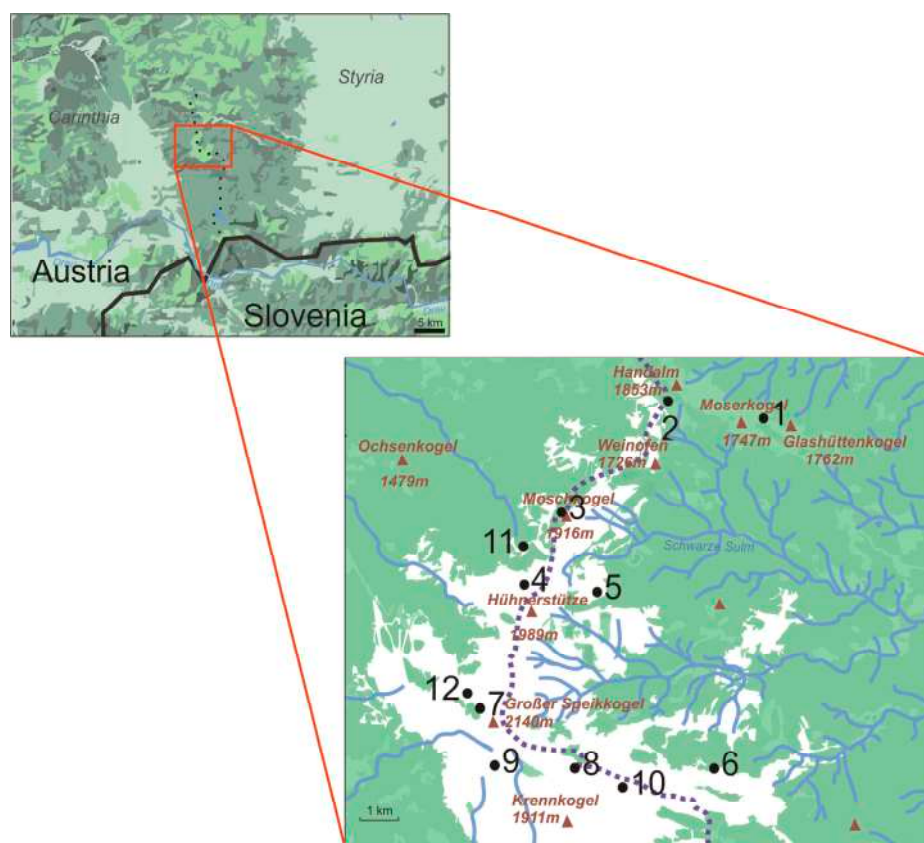 Styria
Carinthia
Austria
Slovenia
5 km
Handalm
1853m
Moserkogel
1
2
1747m
Glashüttenkogel
1762m
Ochsenkogel
1479m
Weinofen
1726m
Moschkogel
3
1916m
11
Schwarze Sulm
4
5
Hühnerstütze
1989m
12
7
Großer Speikkogel
2140m
9
8
6
10
Krennkogel
1911m
1 km